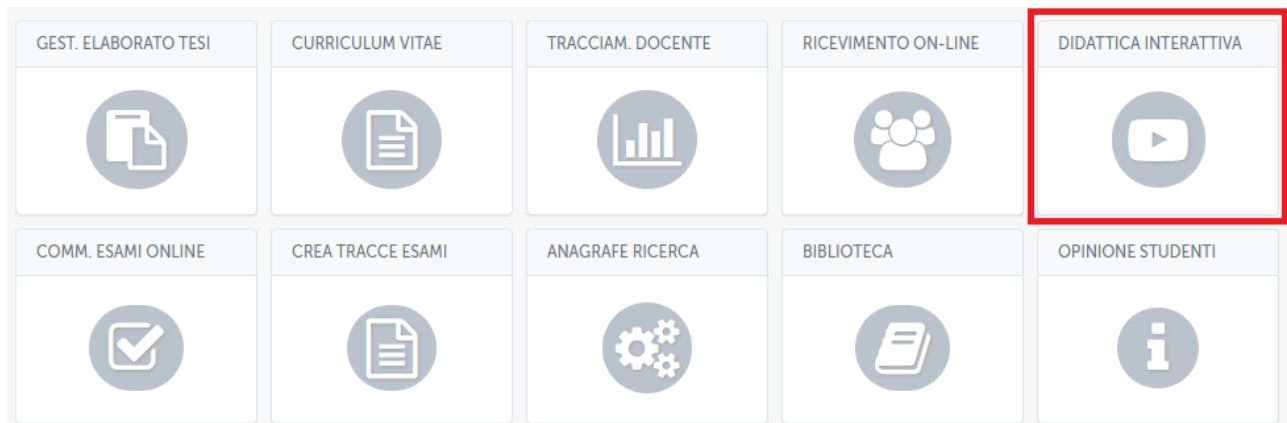 GEST. ELABORATO TESI
CURRICULUM VITAE
TRACCIAM. DOCENTE
RICEVIMENTO ON-LINE
DIDATTICA INTERATTIVA
COMM. ESAMI ONLINE
CREA TRACCE ESAMI
ANAGRAFE RICERCA
BIBLIOTECA
OPINIONE STUDENTI